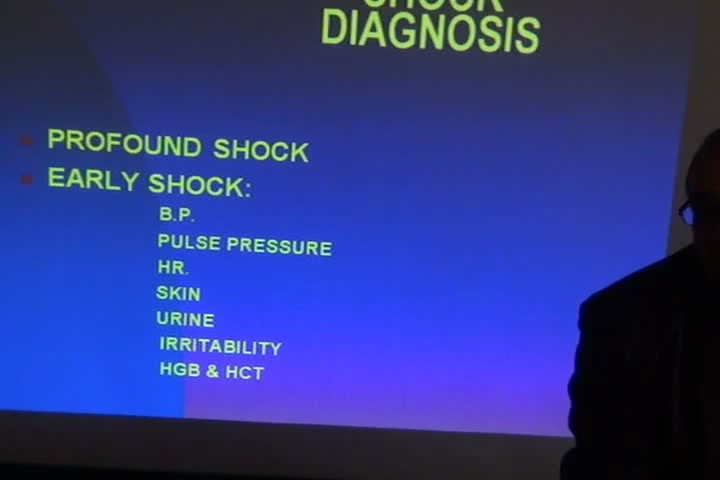 SHOCK
DIAGNOSIS
PROFOUND SHOCK
EARLY SHOCK:
B.P.
PULSE PRESSURE
HR.
SKIN
URINE
IRRITABILITY
HGB & HCT